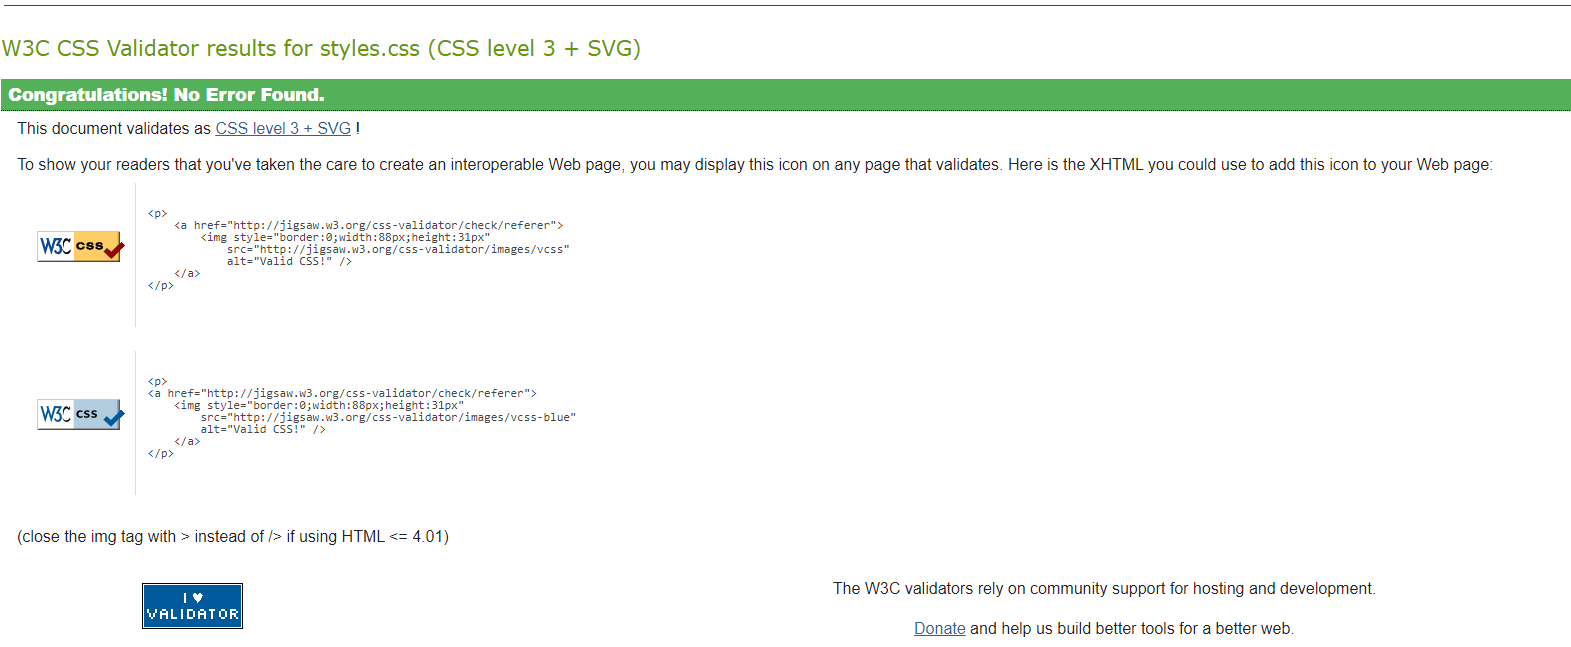 W3C CSS Validator results for styles.css (CSS level 3 + SVG)
Congratulations! No Error Found.
This document validates as CSS level 3 + SVG !
To show your readers that you've taken the care to create an interoperable Web page, you may display this icon on any page that validates. Here is the XHTML you could use to add this icon to your Web page:
W3C css
<p>
    <a href="http://jigsaw.w3.org/css-validator/check/referer">
        <img style="border:0;width:88px;height:31px"
            src="http://jigsaw.w3.org/css-validator/images/vcss"
            alt="Valid CSS!" />
    </a>
</p>
W3C css
<p>
<a href="http://jigsaw.w3.org/css-validator/check/referer">
    <img style="border:0;width:88px;height:31px"
        src="http://jigsaw.w3.org/css-validator/images/vcss-blue"
        alt="Valid CSS!" />
    </a>
</p>
(close the img tag with > instead of /> if using HTML <= 4.01)
I ♥
VALIDATOR
The W3C validators rely on community support for hosting and development.
Donate and help us build better tools for a better web.